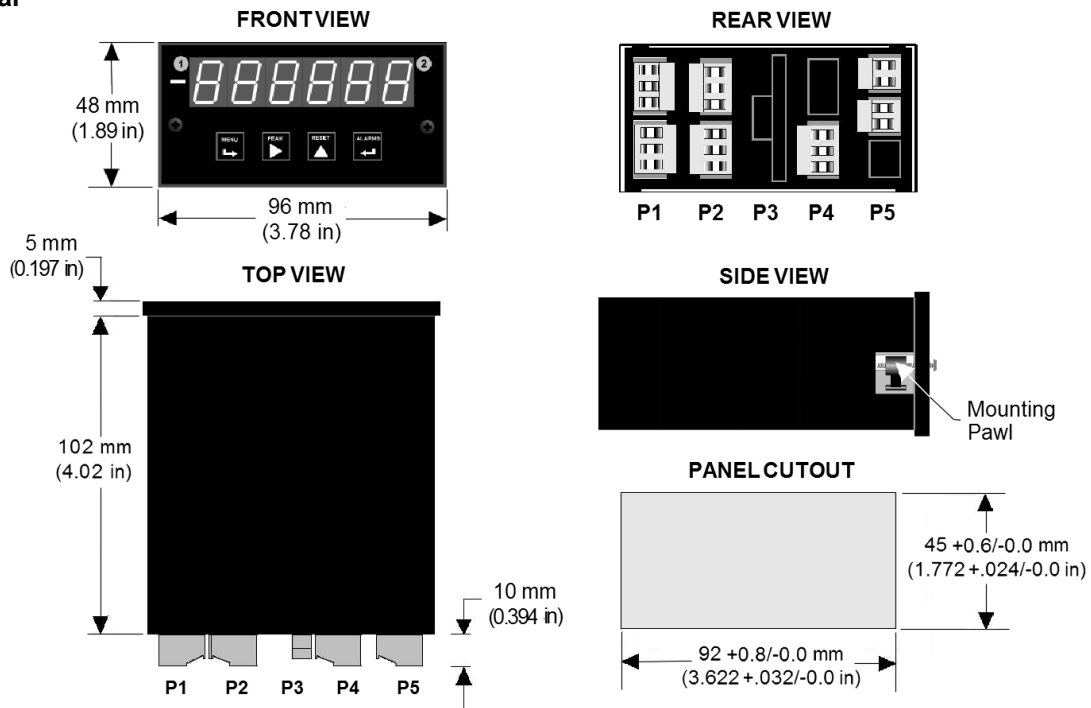 FRONT VIEW
1
2
888888
MENU
PEAK
RESET
ALARMS
48 mm
(1.89 in)
96 mm
(3.78 in)
REAR VIEW
P1 P2 P3 P4 P5
5 mm
(0.197 in)
TOP VIEW
102 mm
(4.02 in)
10 mm
(0.394 in)
P1 P2 P3 P4 P5
SIDE VIEW
Mounting
Pawl
PANEL CUTOUT
45 +0.6/-0.0 mm
(1.772 +.024/-0.0 in)
92 +0.8/-0.0 mm
(3.622 +.032/-0.0 in)